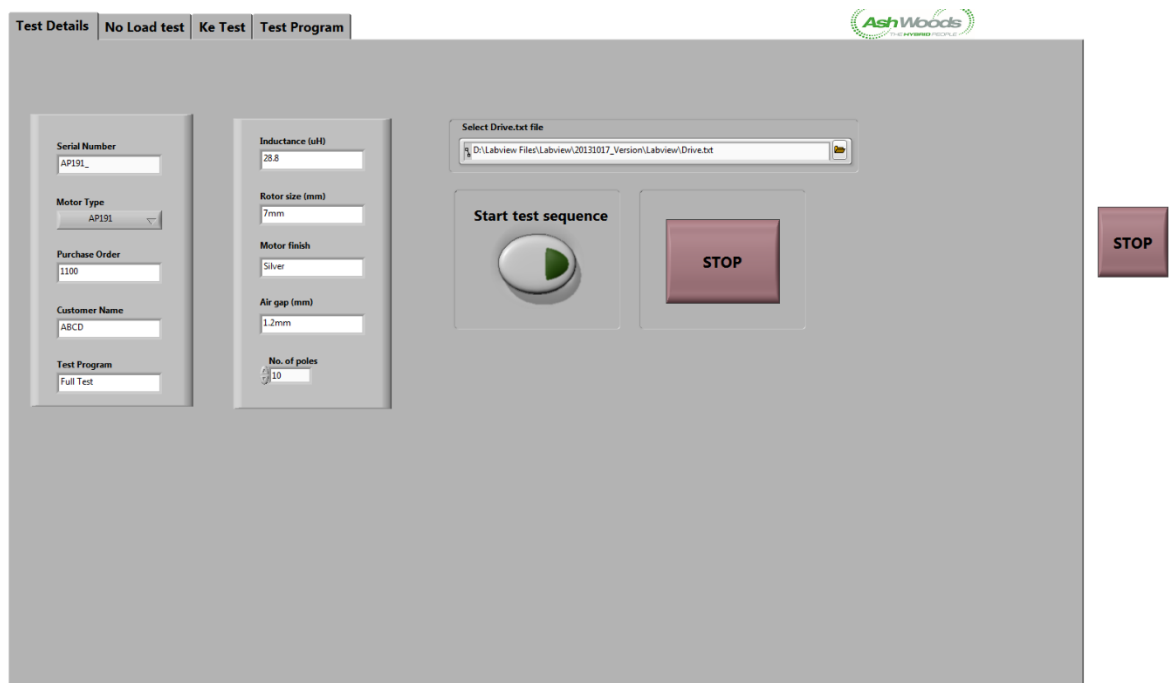 Test Details
No Load test
Ke Test
Test Program
AshWoods
THE HYBRID PEOPLE
Serial Number
AP191_
Motor Type
AP191
Purchase Order
1100
Customer Name
ABCD
Test Program
Full Test
Inductance (uH)
28.8
Rotor size (mm)
7mm
Motor finish
Silver
Air gap (mm)
1.2mm
No. of poles
10
Select Drive.txt file
D:\Labview Files\Labview\20131017_Version\Labview\Drive.txt
Start test sequence
STOP
STOP